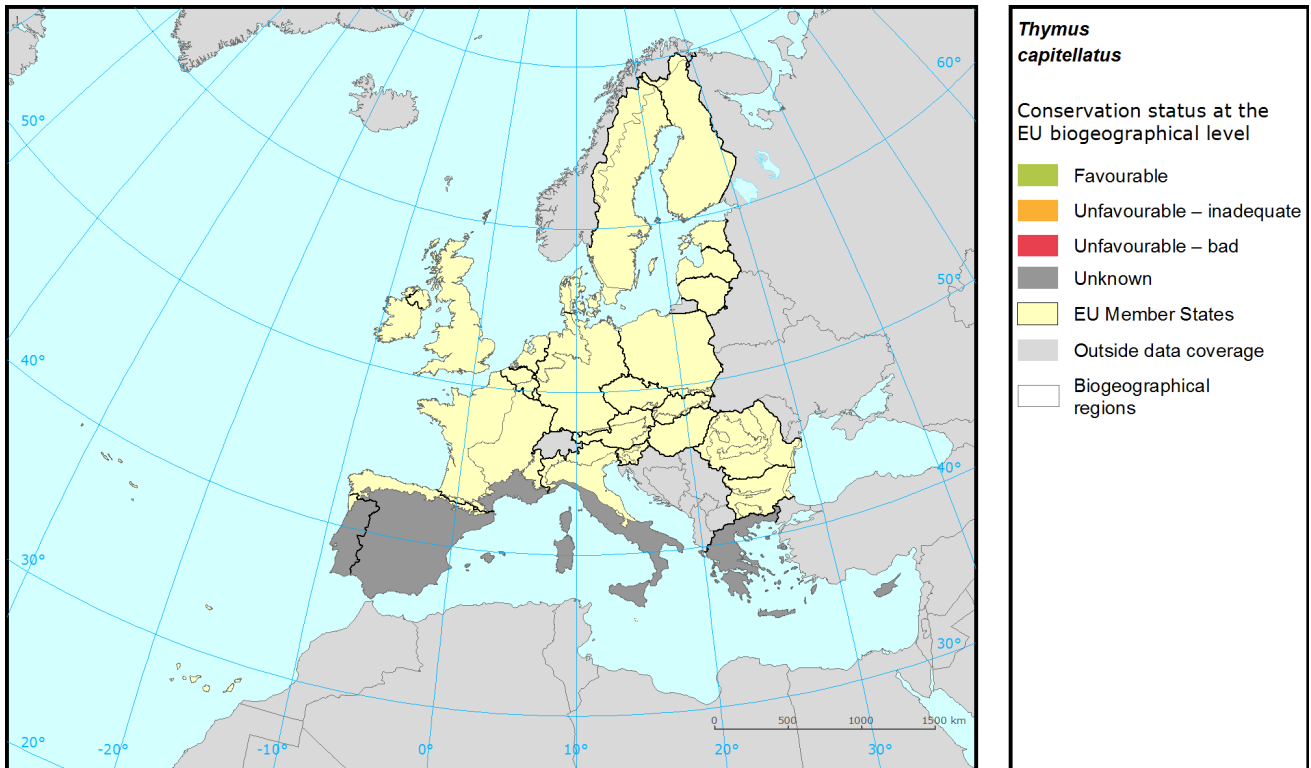 Thymus
capitellatus
Conservation status at the
EU biogeographical level
Favourable
Unfavourable – inadequate
Unfavourable – bad
Unknown
EU Member States
Outside data coverage
Biogeographical
regions
60°
50°
50°
40°
40°
30°
30°
0 500 1000 1500 km
20° -20° -10° 0° 10° 20° 30°